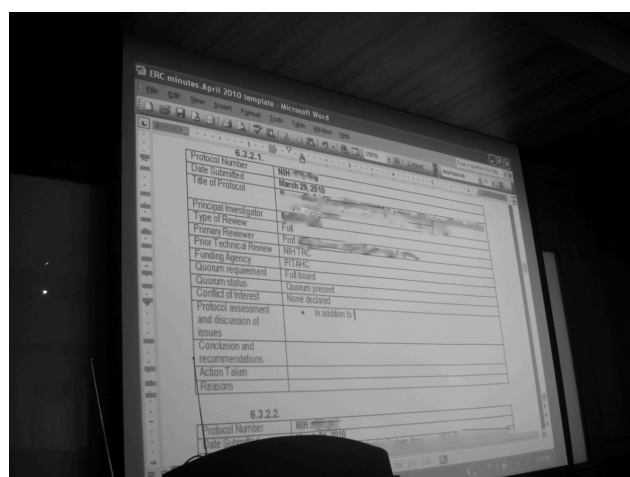 ERC minutes.April 2010 template - Microsoft Word
File Edit View Insert Format Tools Table Window Help
100%
6.3.2.1.
Protocol Number NIH
Date Submitted March 29, 2010
Title of Protocol
Principal Investigator
Type of Review Full
Primary Reviewer Prof
Prior Technical Review NIH TRC
Funding Agency PITAHC
Quorum requirement Full board
Quorum status Quorum present
Conflict of Interest None declared
Protocol assessment • In addition to
and discussion of
issues
Conclusion and
recommendations
Action Taken
Reasons
6.3.2.2.
Protocol Number NIH
Date